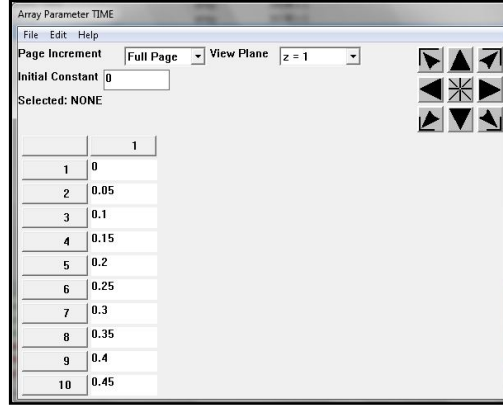 Array Parameter TIME
File Edit Help
Page Increment Full Page View Plane z = 1
Initial Constant 0
Selected: NONE
1
1 0
2 0.05
3 0.1
4 0.15
5 0.2
6 0.25
7 0.3
8 0.35
9 0.4
10 0.45